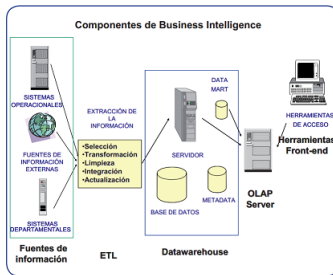 Componentes de Business Intelligence
SISTEMAS
OPERACIONALES
FUENTES DE
INFORMACIÓN
EXTERNAS
SISTEMAS
DEPARTAMENTALES
Fuentes de
información
EXTRACCIÓN DE
LA
INFORMACIÓN
•Selección
•Transformación
•Limpieza
•Integración
•Actualización
ETL
DATA
MART
SERVIDOR
BASE DE DATOS
METADATA
Datawarehouse
OLAP
Server
HERRAMIENTAS
DE ACCESO
Herramientas
Front-end